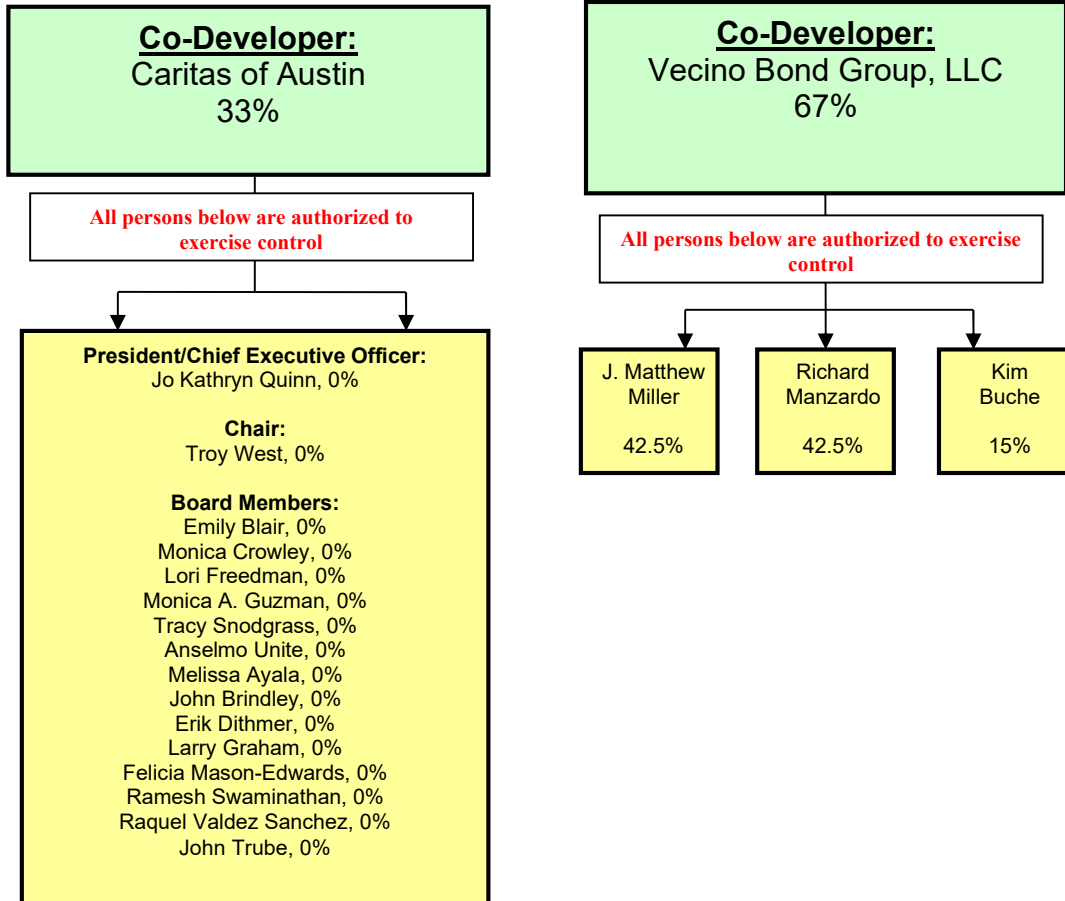 Co-Developer:
Caritas of Austin
33%
All persons below are authorized to
exercise control
President/Chief Executive Officer:
Jo Kathryn Quinn, 0%
Chair:
Troy West, 0%
Board Members:
Emily Blair, 0%
Monica Crowley, 0%
Lori Freedman, 0%
Monica A. Guzman, 0%
Tracy Snodgrass, 0%
Anselmo Unite, 0%
Melissa Ayala, 0%
John Brindley, 0%
Erik Dithmer, 0%
Larry Graham, 0%
Felicia Mason-Edwards, 0%
Ramesh Swaminathan, 0%
Raquel Valdez Sanchez, 0%
John Trube, 0%
Co-Developer:
Vecino Bond Group, LLC
67%
All persons below are authorized to exercise
control
J. Matthew
Miller
42.5%
Richard
Manzardo
42.5%
Kim
Buche
15%